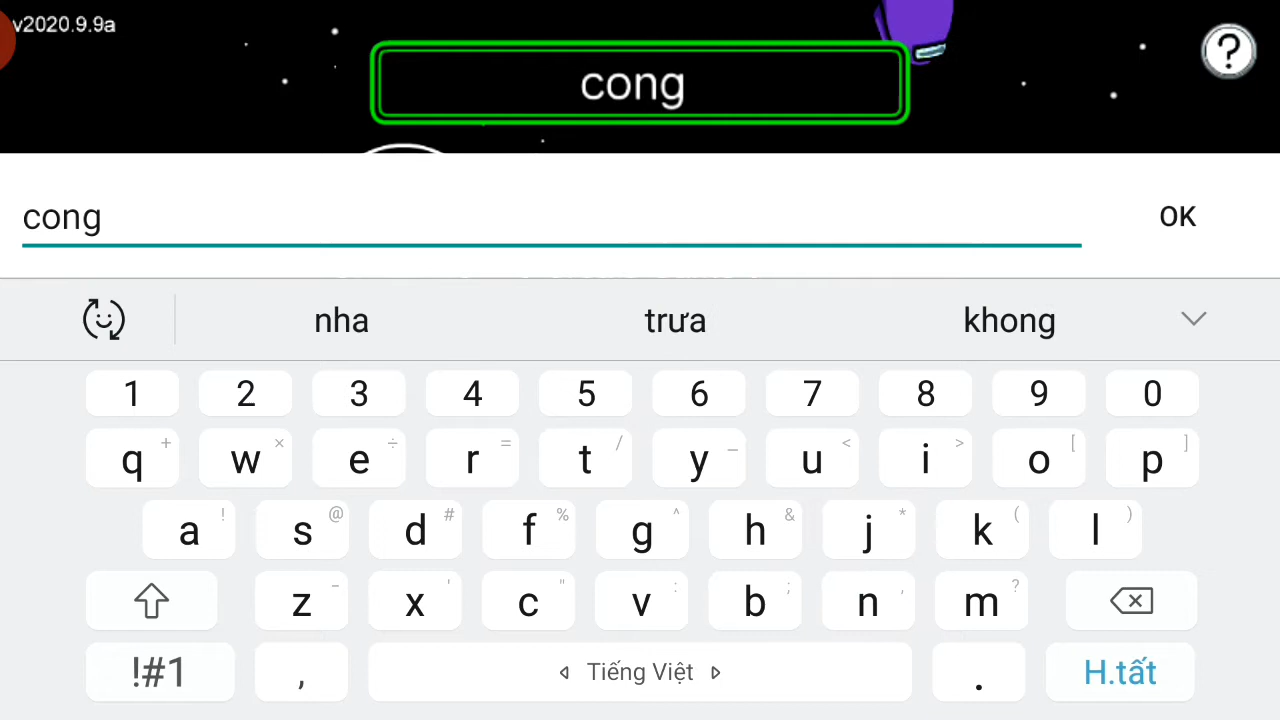 v2020.9.9a
?
cong
cong
OK
nha trưa khong
1 2 3 4 5 6 7 8 9 0
q + w × e ÷ r = t / y _ u < i > o [ p ]
a ! s @ d # f % g ^ h & j * k ( l )
z - x ' c " v : b ; n , m ?
!#1 , Tiếng Việt . H.tất